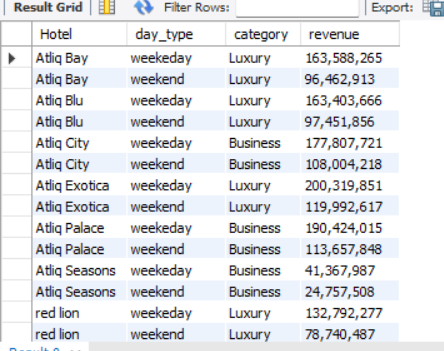 Result Grid Filter Rows: Export:
Hotel day_type category revenue
Atliq Bay weekeday Luxury 163,588,265
Atliq Bay weekend Luxury 96,462,913
Atliq Blu weekeday Luxury 163,403,666
Atliq Blu weekend Luxury 97,451,856
Atliq City weekeday Business 177,807,721
Atliq City weekend Business 108,004,218
Atliq Exotica weekeday Luxury 200,319,851
Atliq Exotica weekend Luxury 119,992,617
Atliq Palace weekeday Business 190,424,015
Atliq Palace weekend Business 113,657,848
Atliq Seasons weekeday Business 41,367,987
Atliq Seasons weekend Business 24,757,508
red lion weekeday Luxury 132,792,277
red lion weekend Luxury 78,740,487